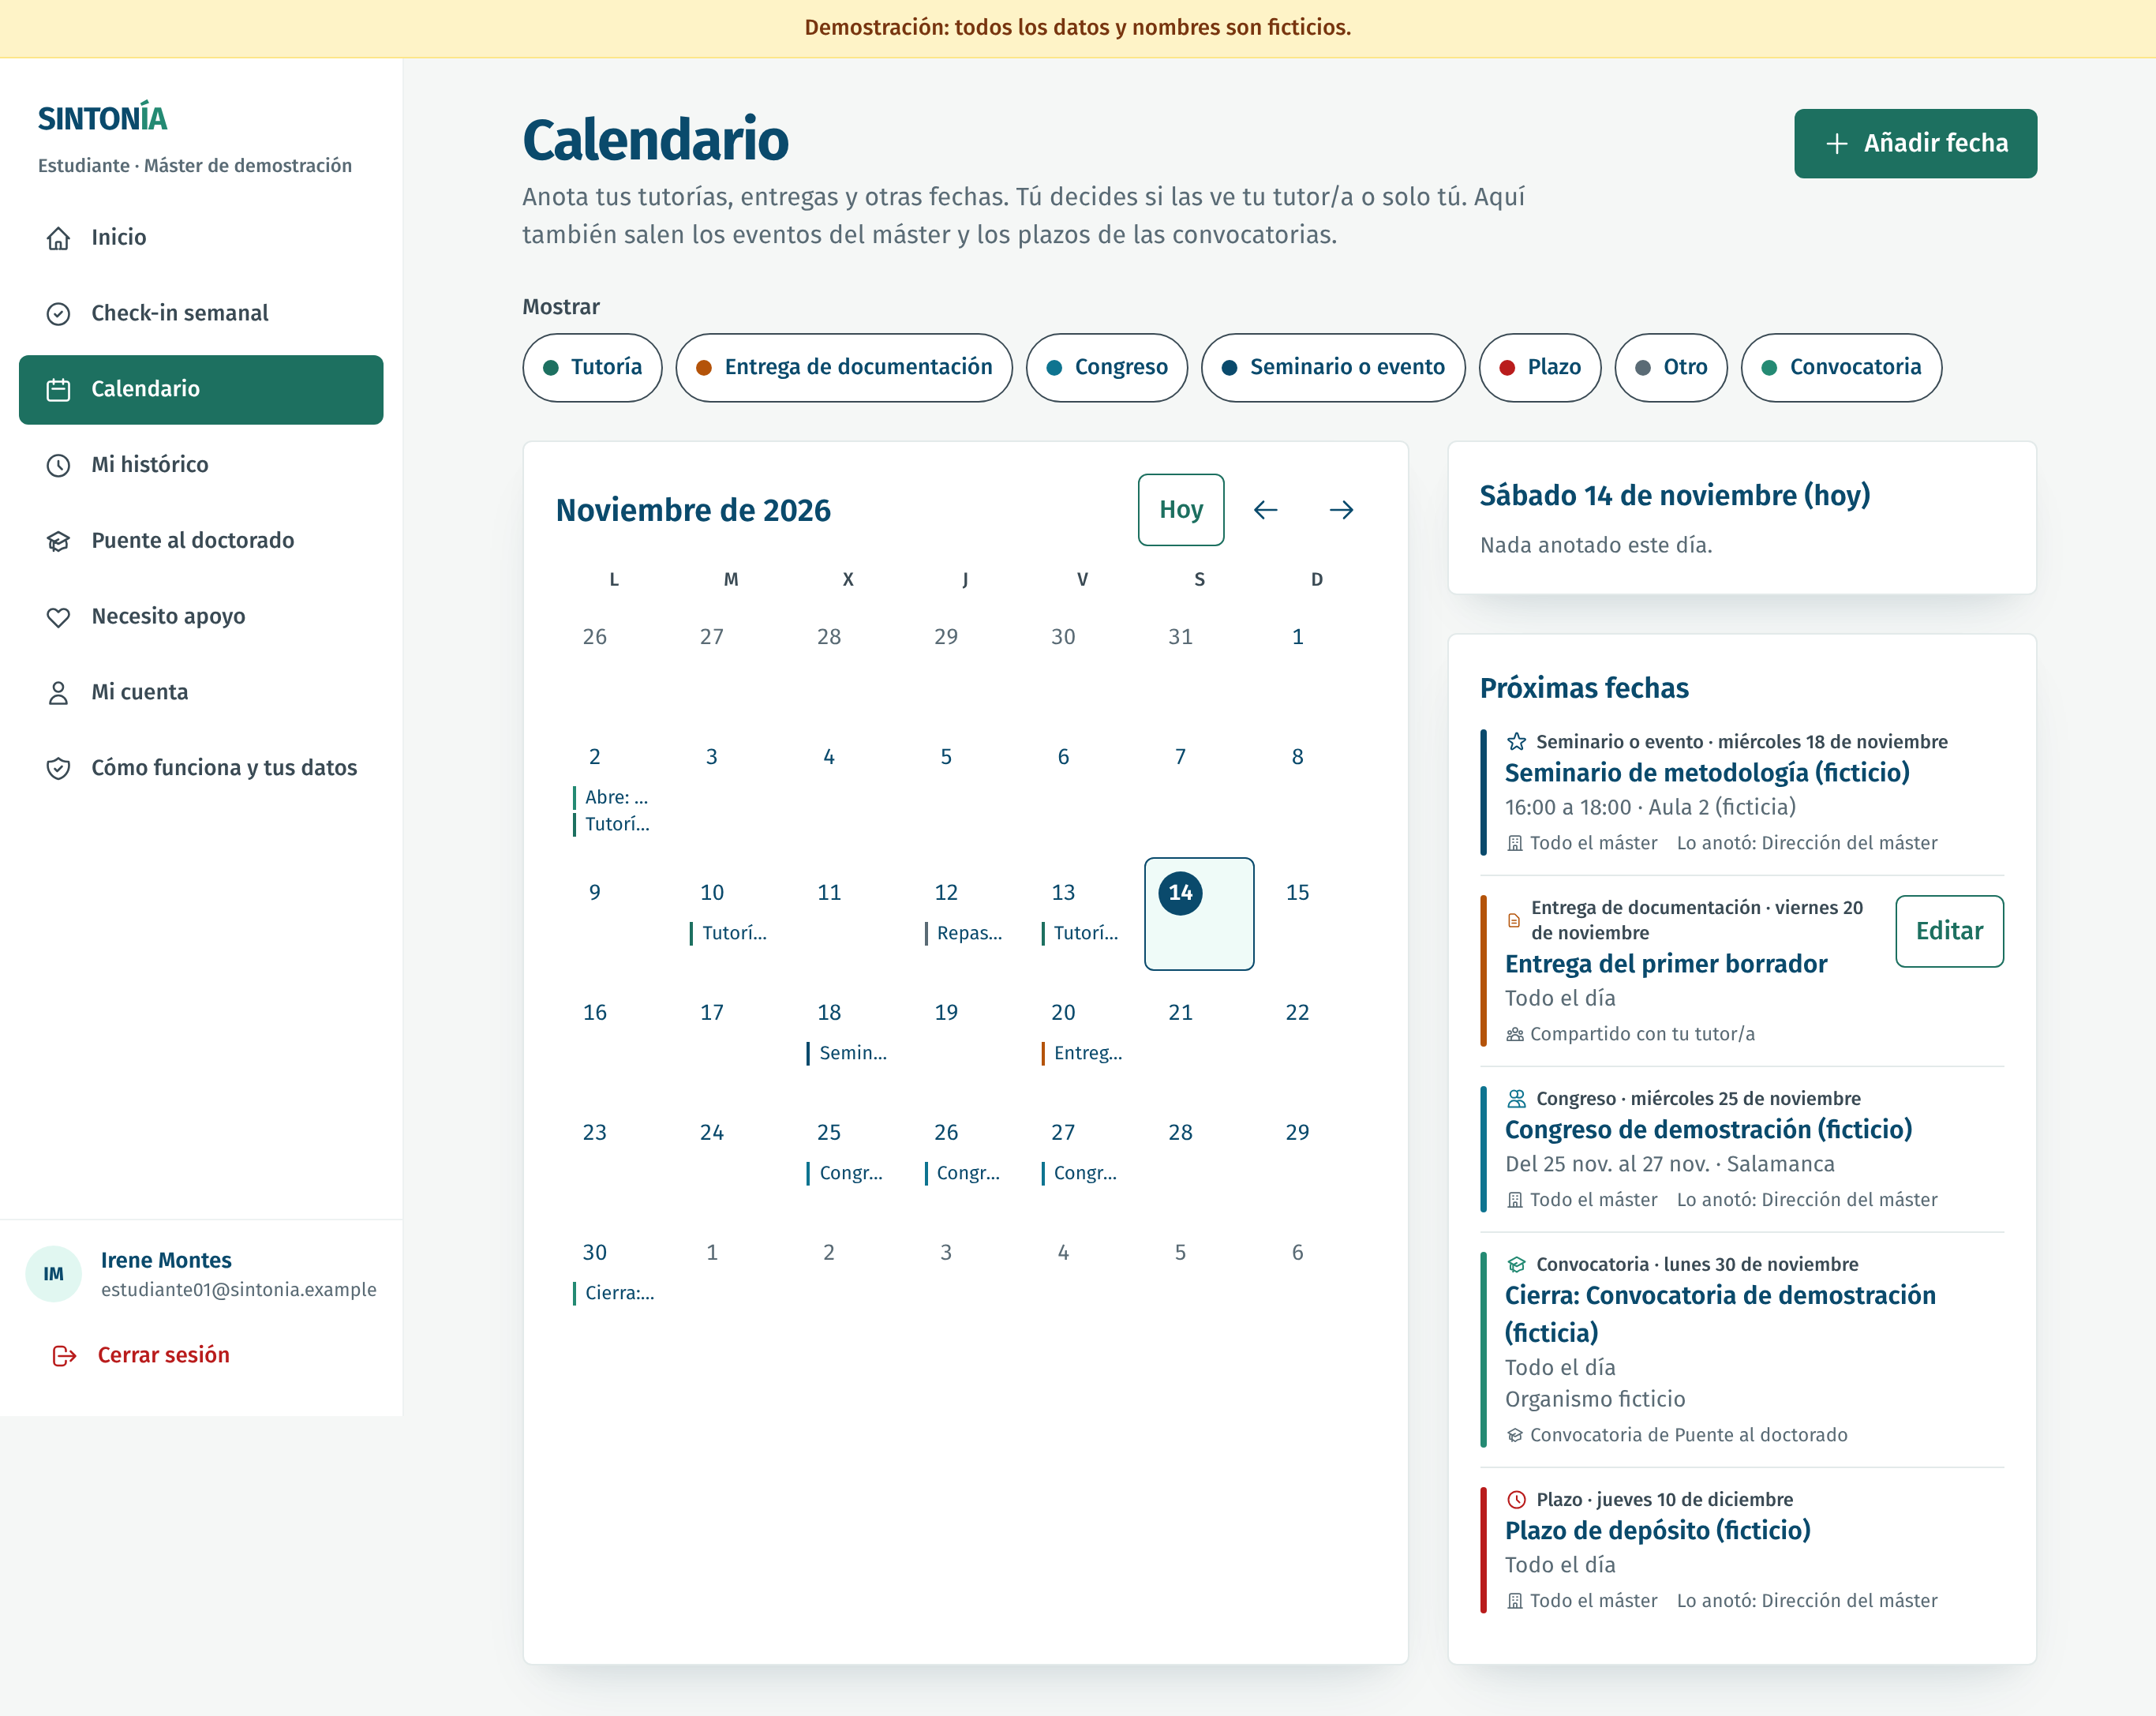 Demostración: todos los datos y nombres son ficticios.
SINTONÍA
Estudiante · Máster de demostración
Inicio
Check-in semanal
Calendario
Mi histórico
Puente al doctorado
Necesito apoyo
Mi cuenta
Cómo funciona y tus datos
IM
Irene Montes
estudiante01@sintonia.example
Cerrar sesión
Calendario
Añadir fecha
Anota tus tutorías, entregas y otras fechas. Tú decides si las ve tu tutor/a o solo tú. Aquí
también salen los eventos del máster y los plazos de las convocatorias.
Mostrar
Tutoría Entrega de documentación Congreso Seminario o evento Plazo Otro Convocatoria
Noviembre de 2026
Hoy
L M X J V S D
26 27 28 29 30 31 1
2 3 4 5 6 7 8
Abre: ...
Tutorí...
9 10 11 12 13 14 15
Tutorí... Repas... Tutorí...
16 17 18 19 20 21 22
Semin... Entreg...
23 24 25 26 27 28 29
Congr... Congr... Congr...
30 1 2 3 4 5 6
Cierra:...
Sábado 14 de noviembre (hoy)
Nada anotado este día.
Próximas fechas
Seminario o evento · miércoles 18 de noviembre
Seminario de metodología (ficticio)
16:00 a 18:00 · Aula 2 (ficticia)
Todo el máster Lo anotó: Dirección del máster
Entrega de documentación · viernes 20
de noviembre
Editar
Entrega del primer borrador
Todo el día
Compartido con tu tutor/a
Congreso · miércoles 25 de noviembre
Congreso de demostración (ficticio)
Del 25 nov. al 27 nov. · Salamanca
Todo el máster Lo anotó: Dirección del máster
Convocatoria · lunes 30 de noviembre
Cierra: Convocatoria de demostración
(ficticia)
Todo el día
Organismo ficticio
Convocatoria de Puente al doctorado
Plazo · jueves 10 de diciembre
Plazo de depósito (ficticio)
Todo el día
Todo el máster Lo anotó: Dirección del máster